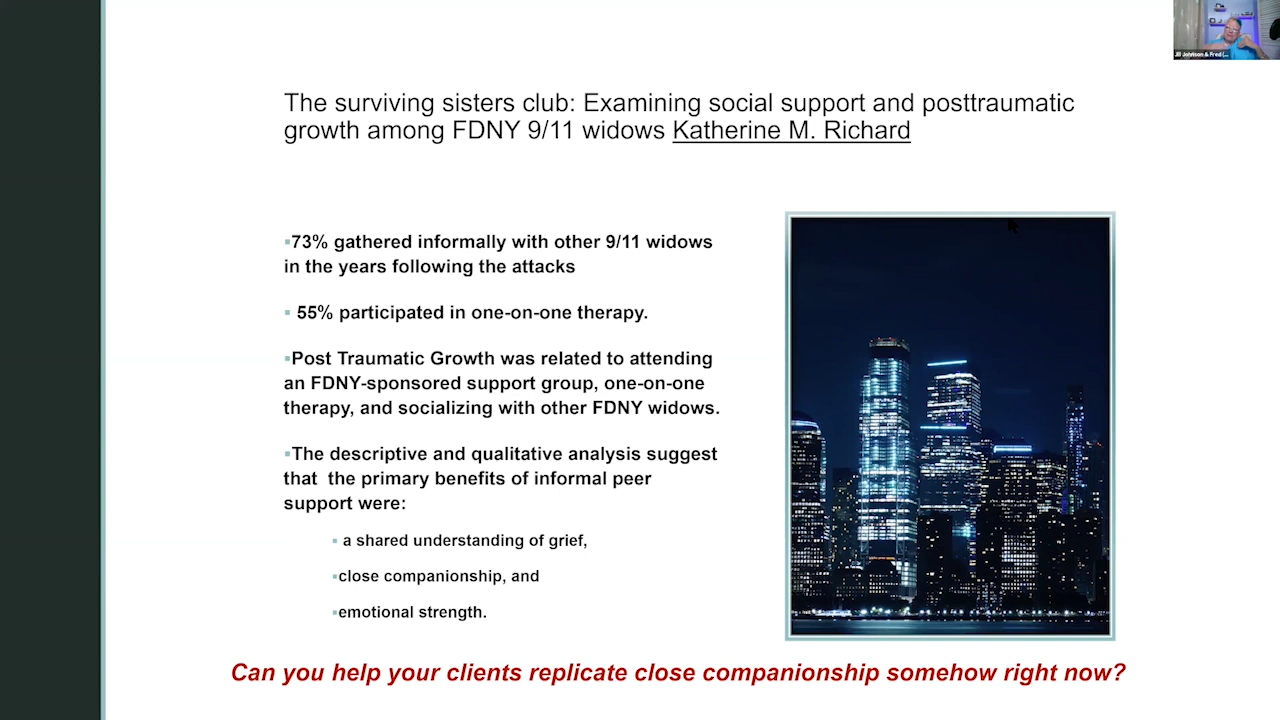 Jill Johnson & Fred (...
The surviving sisters club: Examining social support and posttraumatic
growth among FDNY 9/11 widows Katherine M. Richard
▪73% gathered informally with other 9/11 widows
in the years following the attacks
▪ 55% participated in one-on-one therapy.
▪Post Traumatic Growth was related to attending
an FDNY-sponsored support group, one-on-one
therapy, and socializing with other FDNY widows.
▪The descriptive and qualitative analysis suggest
that the primary benefits of informal peer
support were:
▪ a shared understanding of grief,
▪close companionship, and
▪emotional strength.
Can you help your clients replicate close companionship somehow right now?